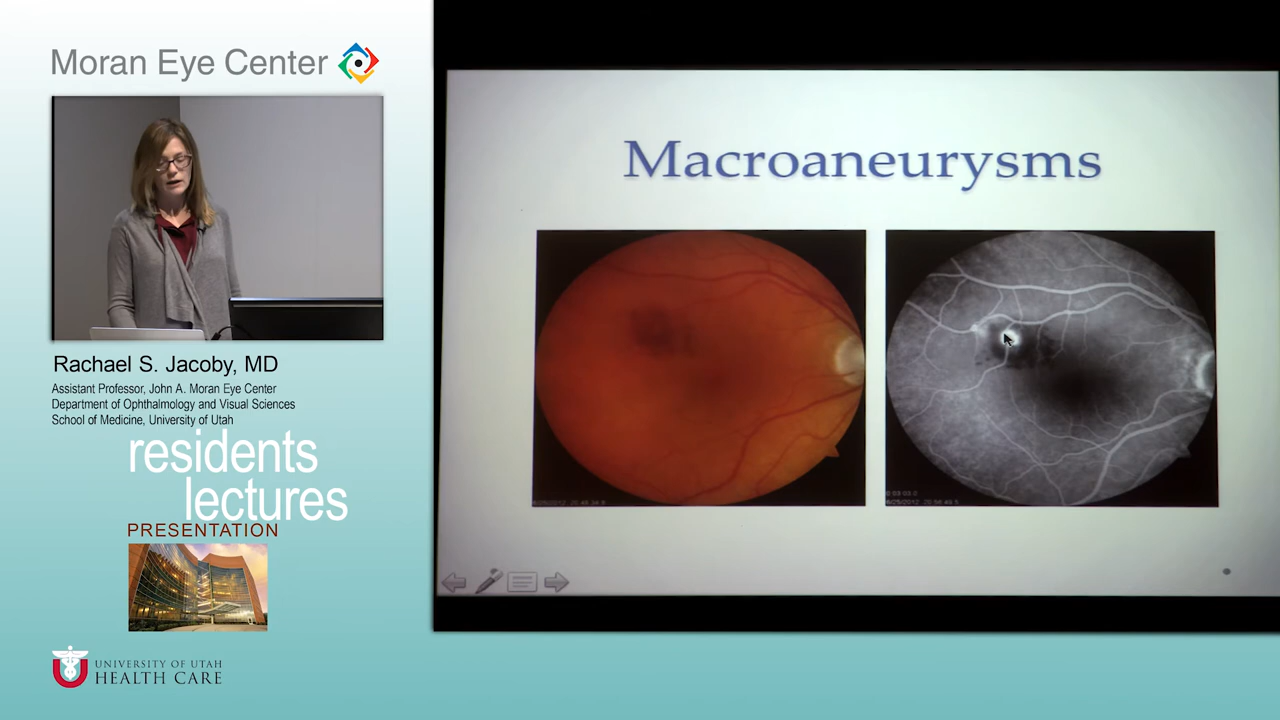 Moran Eye Center
Rachael S. Jacoby, MD
Assistant Professor, John A. Moran Eye Center
Department of Ophthalmology and Visual Sciences
School of Medicine, University of Utah
residents
lectures
PRESENTATION
UNIVERSITY OF UTAH
HEALTH CARE
Macroaneurysms